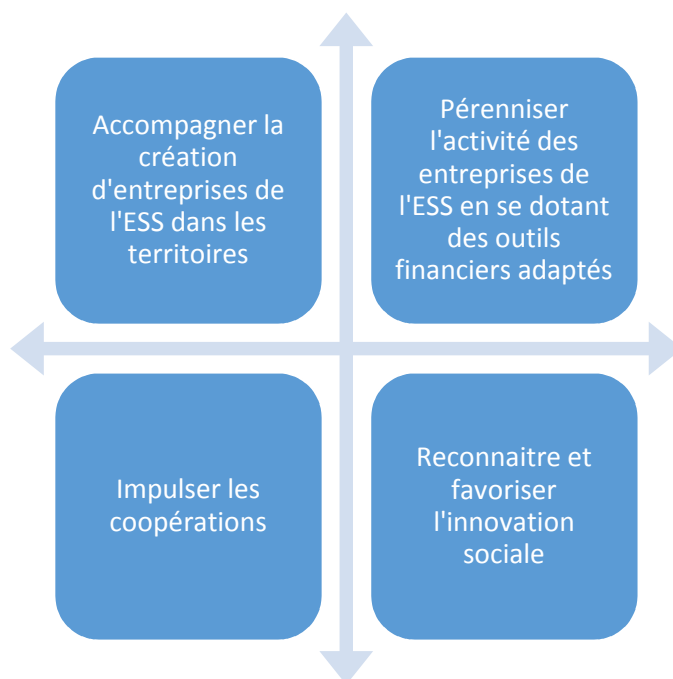 Accompagner la
création
d'entreprises de
l'ESS dans les
territoires
Pérenniser
l'activité des
entreprises de
l'ESS en se dotant
des outils
financiers adaptés
Impulser les
coopérations
Reconnaitre et
favoriser
l'innovation
sociale